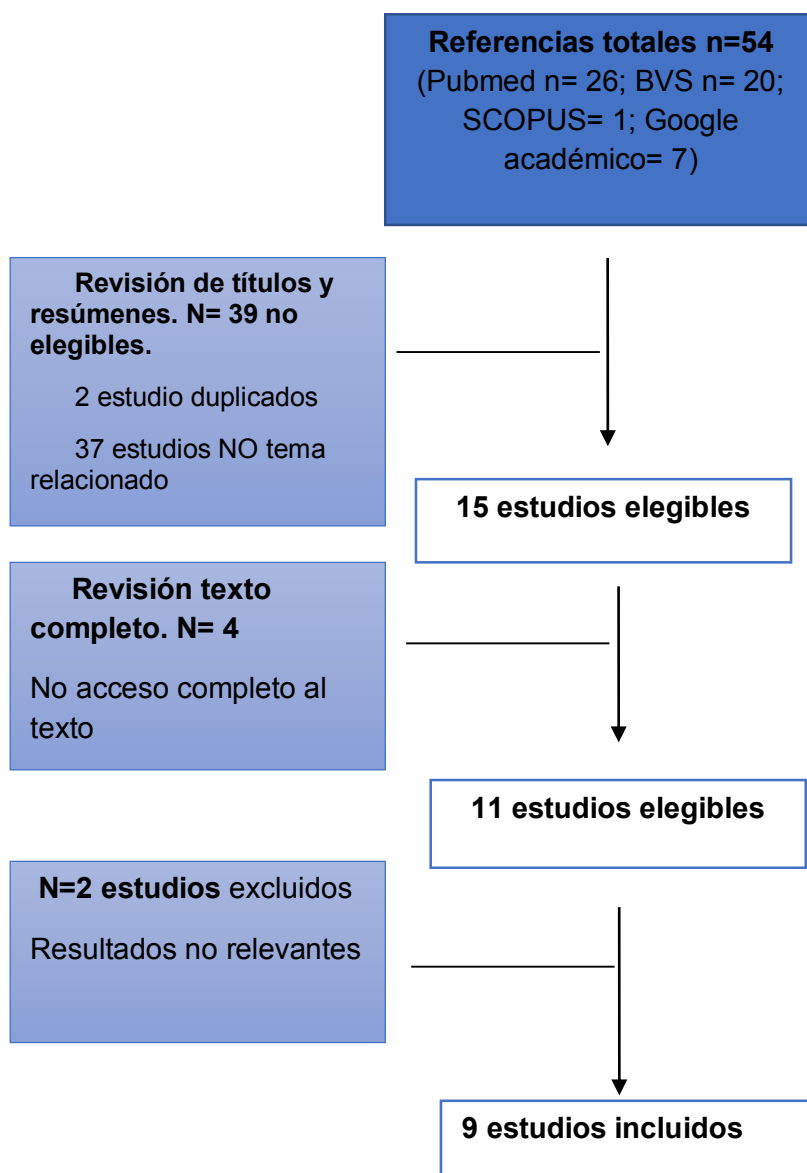 Referencias totales n=54
(Pubmed n= 26; BVS n= 20;
SCOPUS= 1; Google
académico= 7)
Revisión de títulos y
resúmenes. N= 39 no
elegibles.
2 estudio duplicados
37 estudios NO tema
relacionado
15 estudios elegibles
Revisión texto
completo. N= 4
No acceso completo al
texto
11 estudios elegibles
N=2 estudios excluidos
Resultados no relevantes
9 estudios incluidos